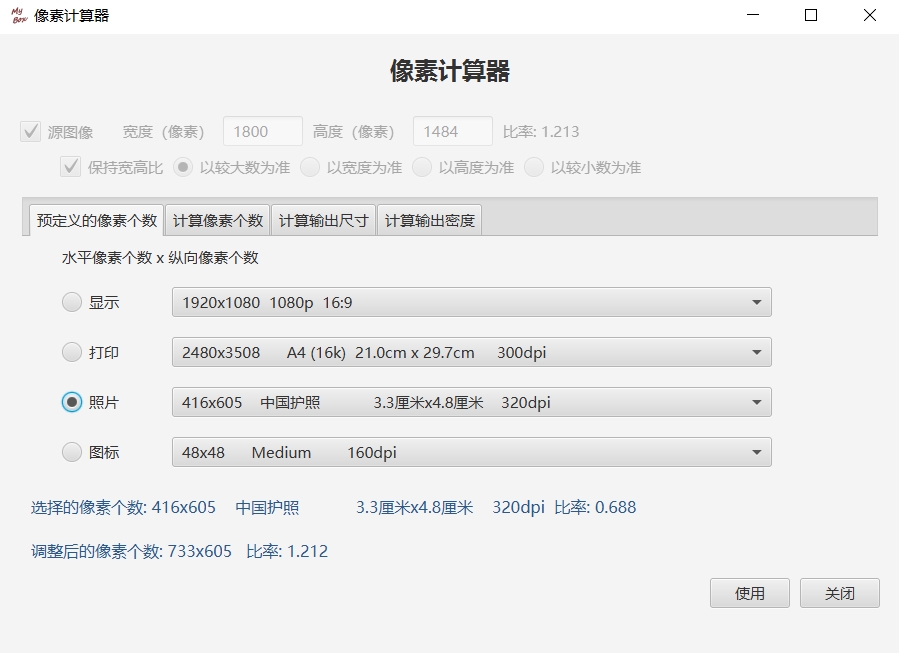 My Box 像素计算器
像素计算器
源图像 宽度（像素） 1800 高度（像素） 1484 比率: 1.213
保持宽高比 以较大数为准 以宽度为准 以高度为准 以较小数为准
预定义的像素个数 计算像素个数 计算输出尺寸 计算输出密度
水平像素个数 x 纵向像素个数
显示 1920x1080 1080p 16:9
打印 2480x3508 A4 (16k) 21.0cm x 29.7cm 300dpi
照片 416x605 中国护照 3.3厘米x4.8厘米 320dpi
图标 48x48 Medium 160dpi
选择的像素个数: 416x605 中国护照 3.3厘米x4.8厘米 320dpi 比率: 0.688
调整后的像素个数: 733x605 比率: 1.212
使用 关闭